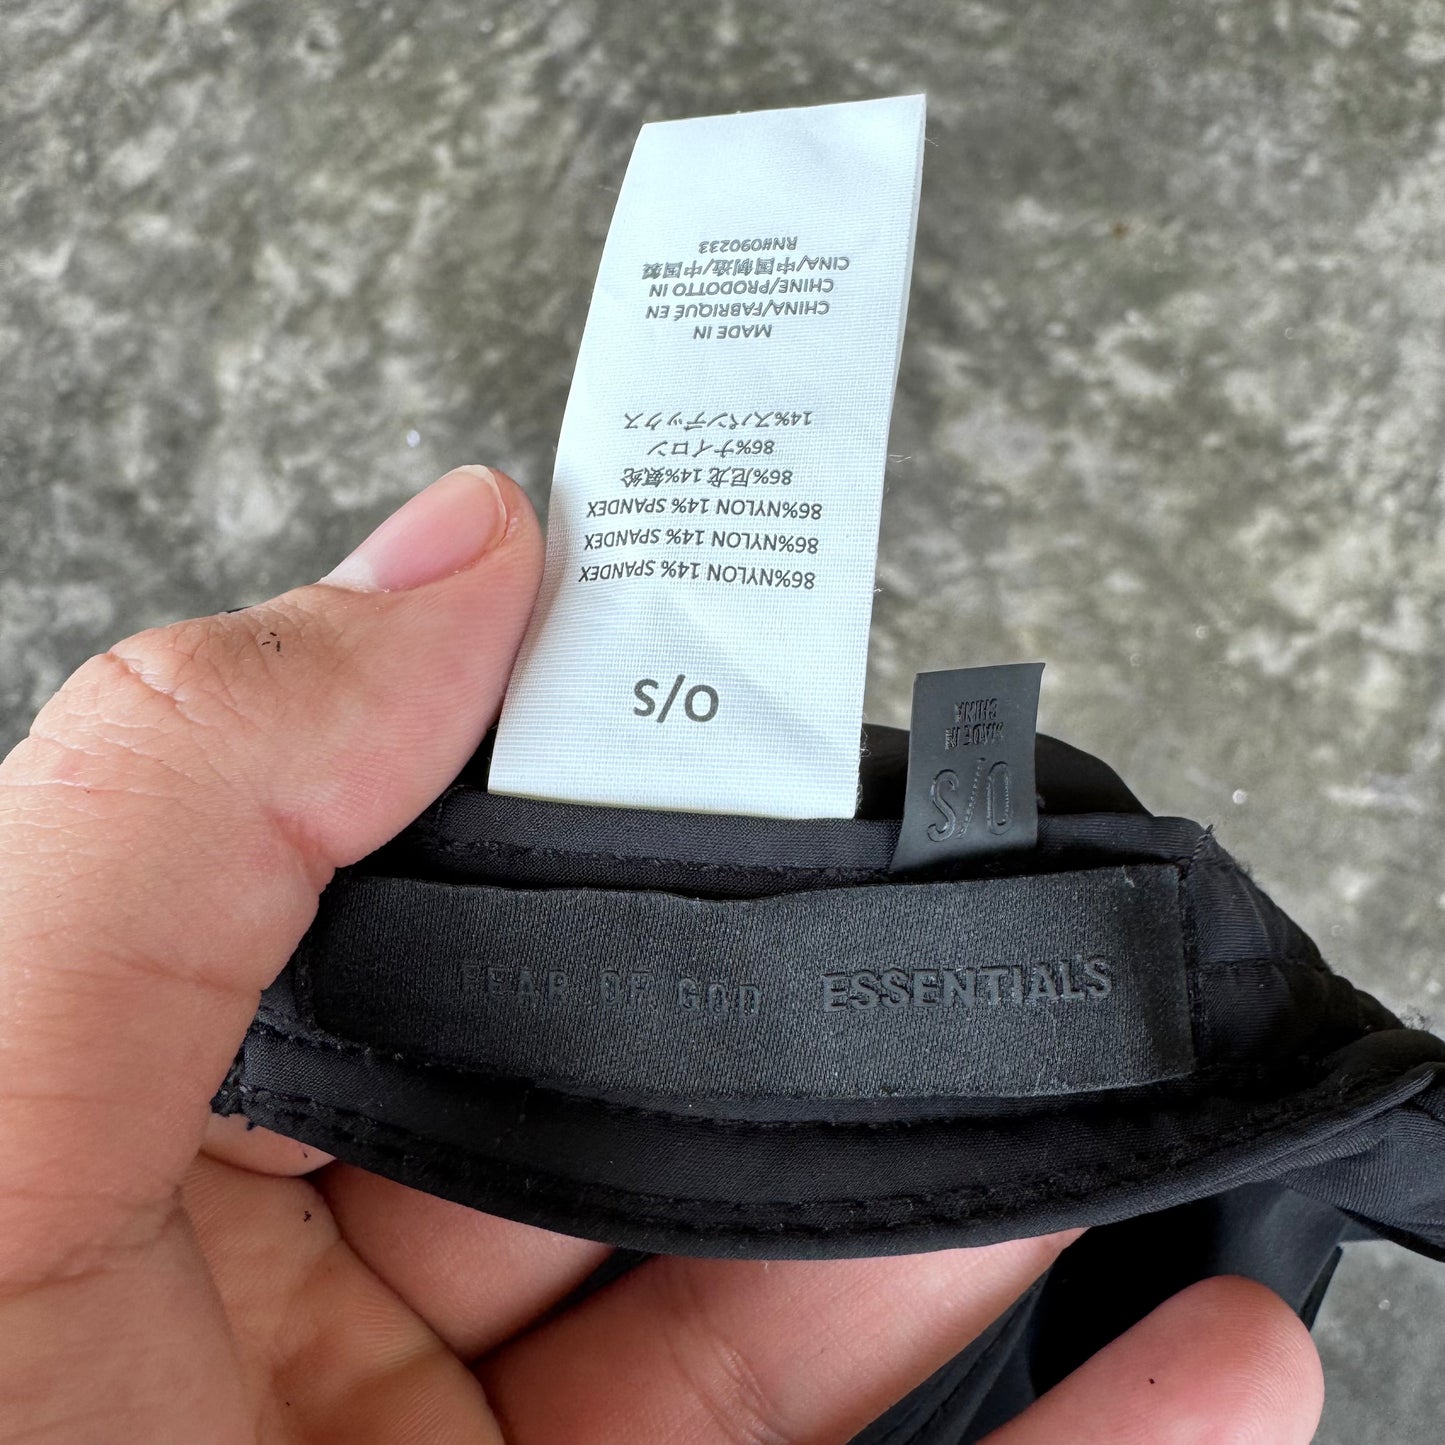 O/S
86%NYLON 14% SPANDEX
86%NYLON 14% SPANDEX
86%NYLON 14% SPANDEX
86%尼龙 14%氨纶
86%ナイロン
14%スパンデックス
MADE IN
CHINA/FABRIQUÉ EN
CHINE/PRODOTTO IN
CINA/中国制造/中国製
RN#090233
O/S
MADE IN
CHINA
FEAR OF GOD ESSENTIALS